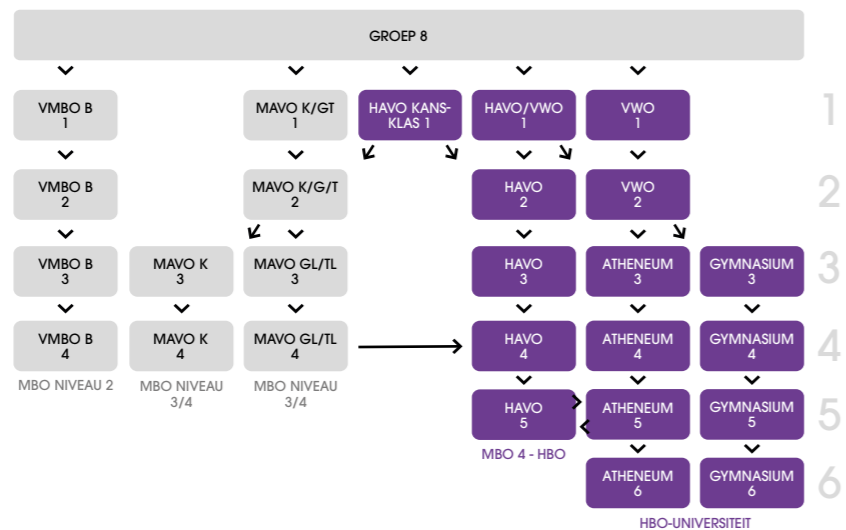 GROEP 8
VMBO B
1
MAVO K/GT
1
HAVO KANS-
KLAS 1
HAVO/VWO
1
VWO
1
1
VMBO B
2
MAVO K/G/T
2
HAVO
2
VWO
2
2
VMBO B
3
MAVO K
3
MAVO GL/TL
3
HAVO
3
ATHENEUM
3
GYMNASIUM
3
3
VMBO B
4
MAVO K
4
MAVO GL/TL
4
HAVO
4
ATHENEUM
4
GYMNASIUM
4
4
MBO NIVEAU 2
MBO NIVEAU
3/4
MBO NIVEAU
3/4
HAVO
5
ATHENEUM
5
GYMNASIUM
5
5
MBO 4 - HBO
ATHENEUM
6
GYMNASIUM
6
6
HBO-UNIVERSITEIT